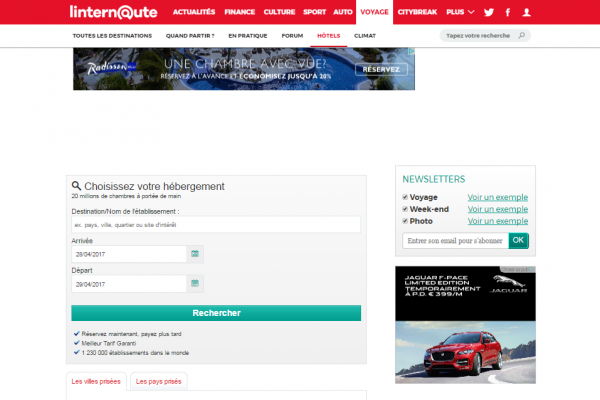 lintern@ute ACTUALITÉS FINANCE CULTURE SPORT AUTO VOYAGE CITYBREAK PLUS
TOUTES LES DESTINATIONS QUAND PARTIR ? EN PRATIQUE FORUM HÔTELS CLIMAT Tapez votre recherche
Radisson UNE CHAMBRE AVEC VUE?
RÉSERVEZ À L'AVANCE ET ÉCONOMISEZ JUSQU'À 30% RÉSERVEZ
Choisissez votre hébergement
20 millions de chambres à portée de main
Destination/Nom de l'établissement :
ex. pays, ville, quartier ou site d'intérêt
Arrivée
28/04/2017
Départ
29/04/2017
Rechercher
Réservez maintenant, payez plus tard
Meilleur Tarif Garanti
1 230 000 établissements dans le monde
Les villes prisées Les pays prisés
NEWSLETTERS
Voyage Voir un exemple
Week-end Voir un exemple
Photo Voir un exemple
Entrer son email pour s'abonner OK
JAGUAR F-PACE
LIMITED EDITION
TEMPORAIREMENT
À P.D. € 399/M
JAGUAR